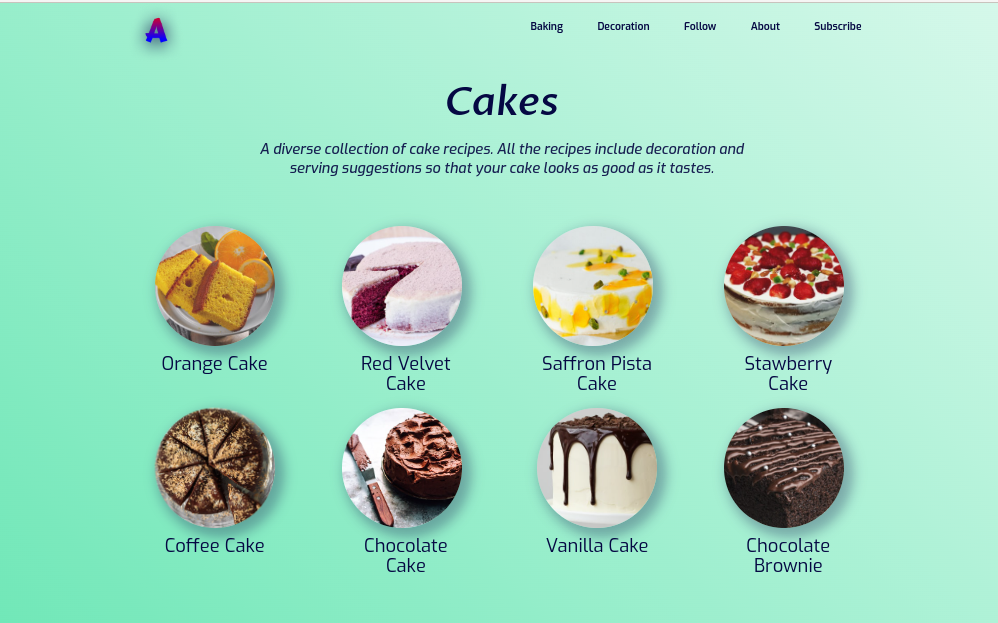 A
Baking Decoration Follow About Subscribe
Cakes
A diverse collection of cake recipes. All the recipes include decoration and
serving suggestions so that your cake looks as good as it tastes.
Orange Cake
Red Velvet
Cake
Saffron Pista
Cake
Stawberry
Cake
Coffee Cake
Chocolate
Cake
Vanilla Cake
Chocolate
Brownie